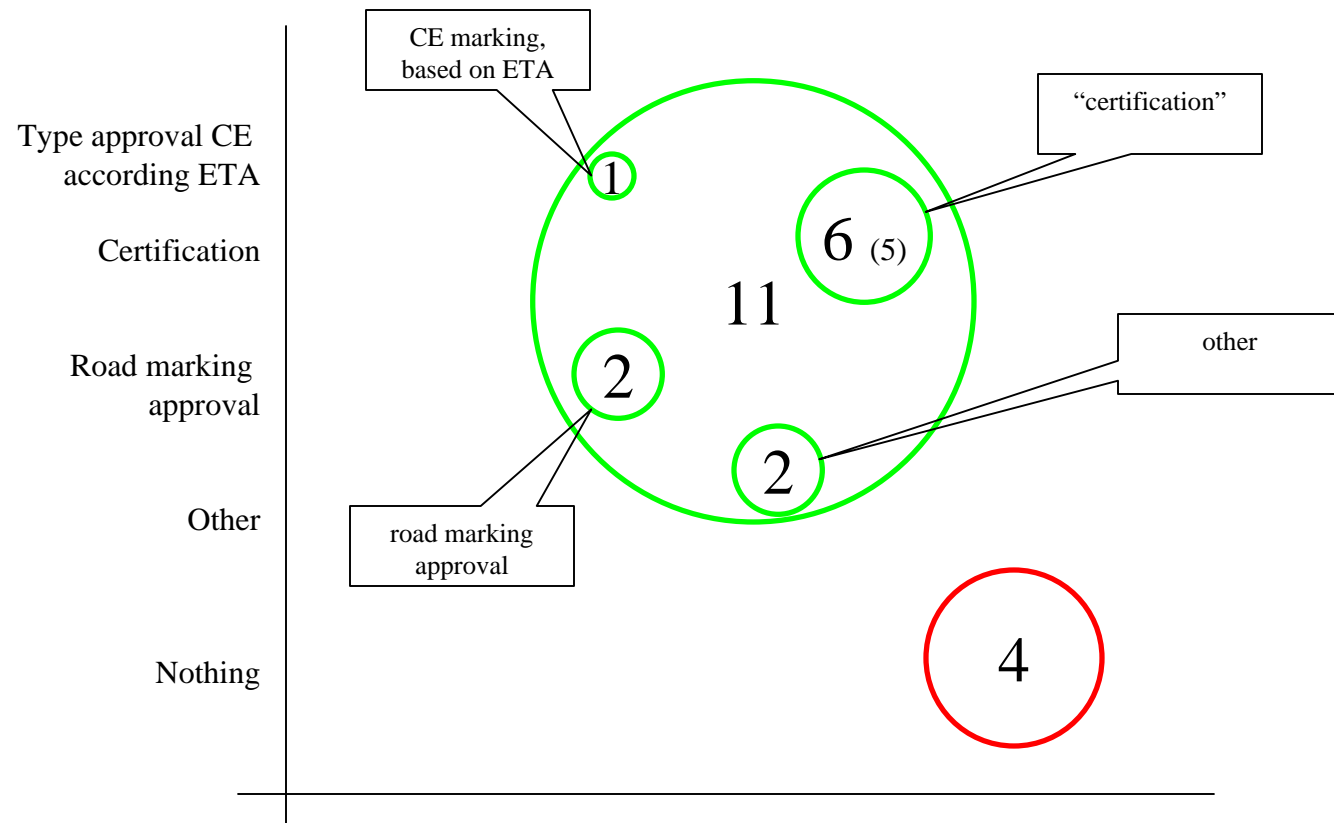 CE marking,
based on ETA
“certification”
Type approval CE
according ETA
1
Certification
6 (5)
11
other
Road marking
approval
2
2
Other
road marking
approval
Nothing
4